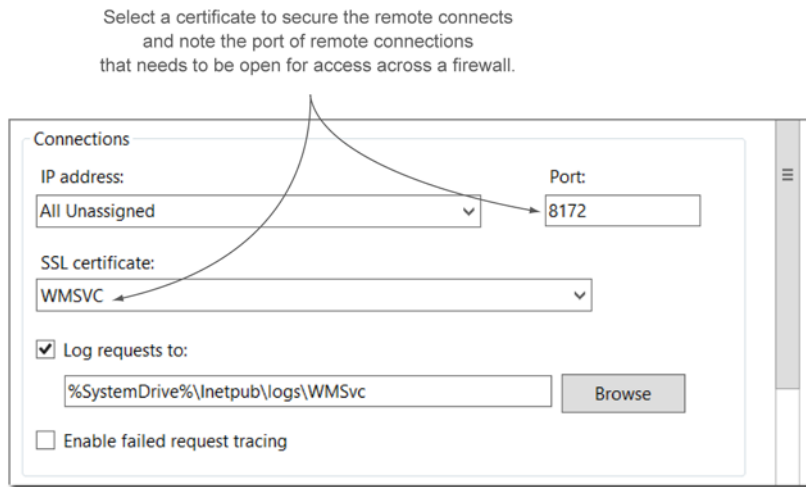 Select a certificate to secure the remote connects
and note the port of remote connections
that needs to be open for access across a firewall.
Connections
IP address: Port:
All Unassigned 8172
SSL certificate:
WMSVC
Log requests to:
%SystemDrive%\Inetpub\logs\WMSvc Browse
Enable failed request tracing